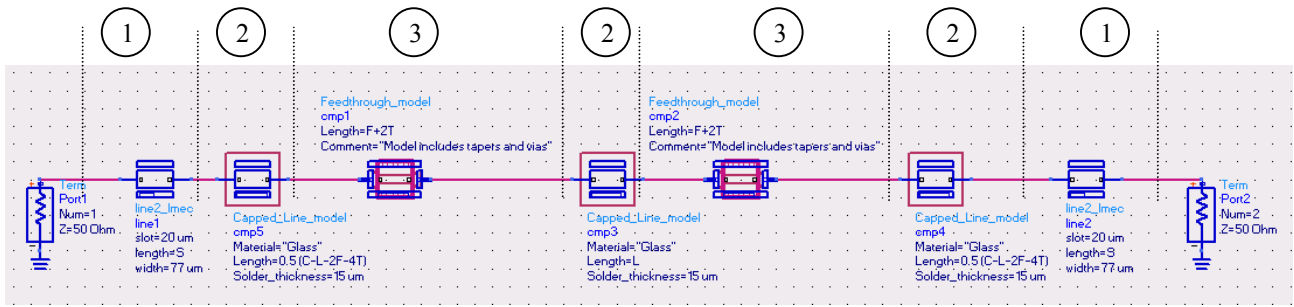 1 2 3 2 3 2 1
Feedthrough_model
cmp1
Length=F+2T
Comment="Model includes tapers and vias"
Feedthrough_model
cmp2
Length=F+2T
Comment="Model includes tapers and vias"
Term
Port1
Num=1
Z=50 Ohm
line2_Imec
line1
slot=20 um
length=S
width=77 um
Capped_Line_model
cmp5
Material="Glass"
Length=0.5 (C-L-2F-4T)
Solder_thickness=15 um
Capped_Line_model
cmp3
Material="Glass"
Length=L
Solder_thickness=15 um
Capped_Line_model
cmp4
Material="Glass"
Length=0.5 (C-L-2F-4T)
Solder_thickness=15 um
line2_Imec
line2
slot=20 um
length=S
width=77 um
Term
Port2
Num=2
Z=50 Ohm